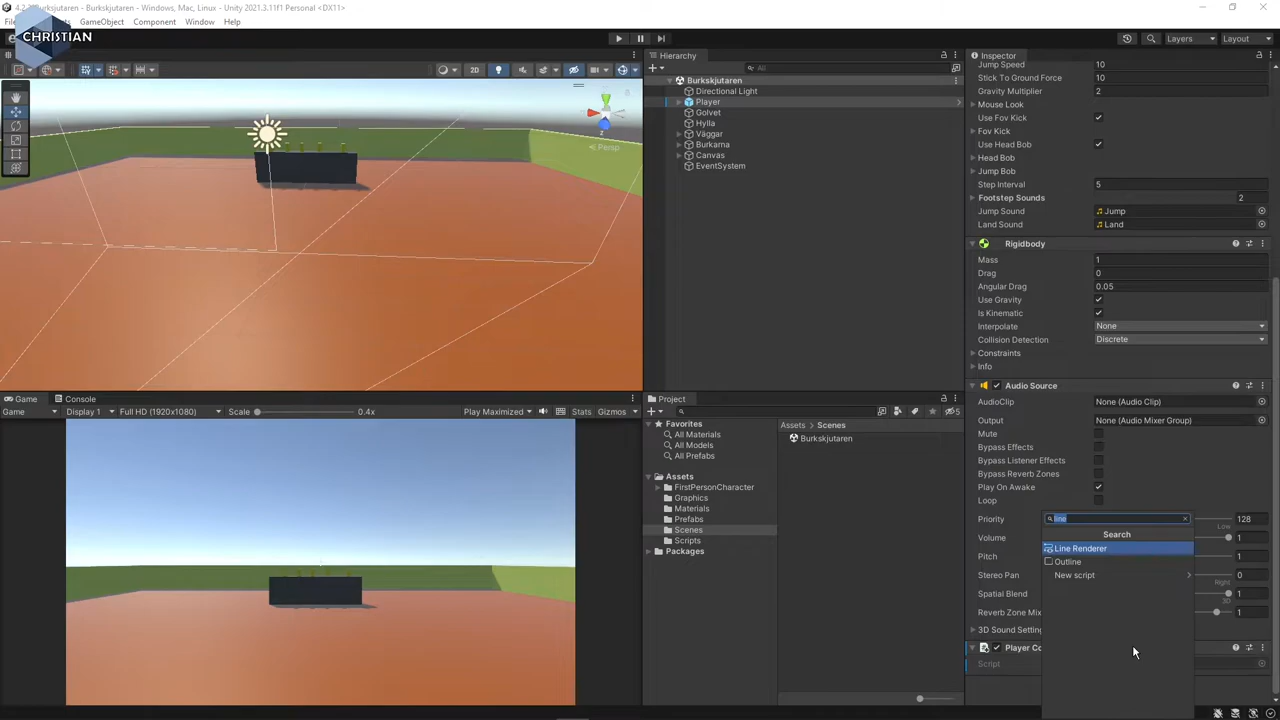 Burkskjutaren - Windows, Mac, Linux - Unity 2021.3.11f1 Personal <DX11>
GameObject Component Window Help
CHRISTIAN
Layers Layout
2D
Persp
Game Console
Game Display 1 Full HD (1920x1080) Scale 0.4x Play Maximized Stats Gizmos
Hierarchy
All
Burkskjutaren
Directional Light
Player
Golvet
Hylla
Väggar
Burkarna
Canvas
EventSystem
Project
5
Favorites
All Materials
All Models
All Prefabs
Assets
FirstPersonCharacter
Graphics
Materials
Prefabs
Scenes
Scripts
Packages
Assets Scenes
Burkskjutaren
Inspector
Jump Speed 10
Stick To Ground Force 10
Gravity Multiplier 2
Mouse Look
Use Fov Kick
Fov Kick
Use Head Bob
Head Bob
Jump Bob
Step Interval 5
Footstep Sounds 2
Jump Sound Jump
Land Sound Land
Rigidbody
Mass 1
Drag 0
Angular Drag 0.05
Use Gravity
Is Kinematic
Interpolate None
Collision Detection Discrete
Constraints
Info
Audio Source
AudioClip None (Audio Clip)
Output None (Audio Mixer Group)
Mute
Bypass Effects
Bypass Listener Effects
Bypass Reverb Zones
Play On Awake
Loop
Priority 128
Low
Volume 1
Pitch 1
Stereo Pan 0
Right
Spatial Blend 1
3D
Reverb Zone Mix 1
3D Sound Setting
Player Co
Script
line
Search
Line Renderer
Outline
New script